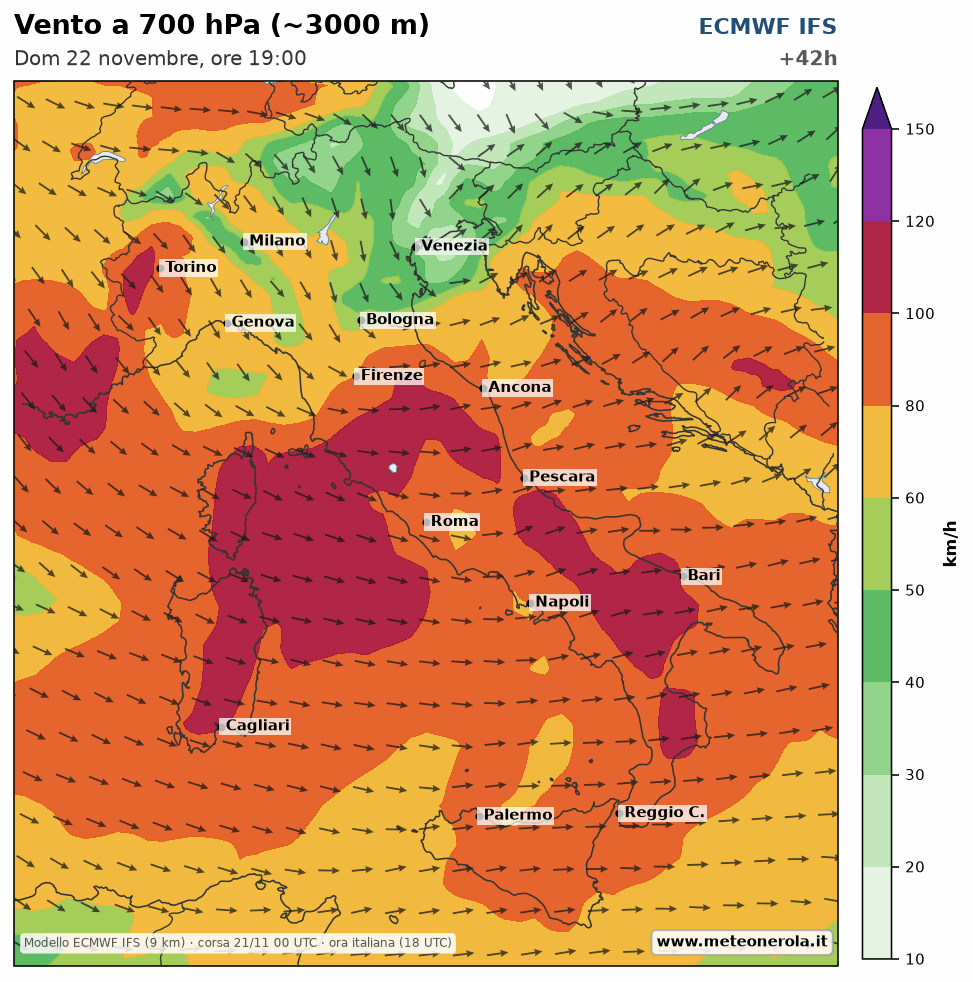 Vento a 700 hPa (~3000 m)
ECMWF IFS
Dom 22 novembre, ore 19:00
+42h
Milano
Venezia
Torino
Genova
Bologna
Firenze
Ancona
Pescara
Roma
Bari
Napoli
Cagliari
Palermo
Reggio C.
150
120
100
80
60
50
40
30
20
10
km/h
Modello ECMWF IFS (9 km) · corsa 21/11 00 UTC · ora italiana (18 UTC)
www.meteonerola.it